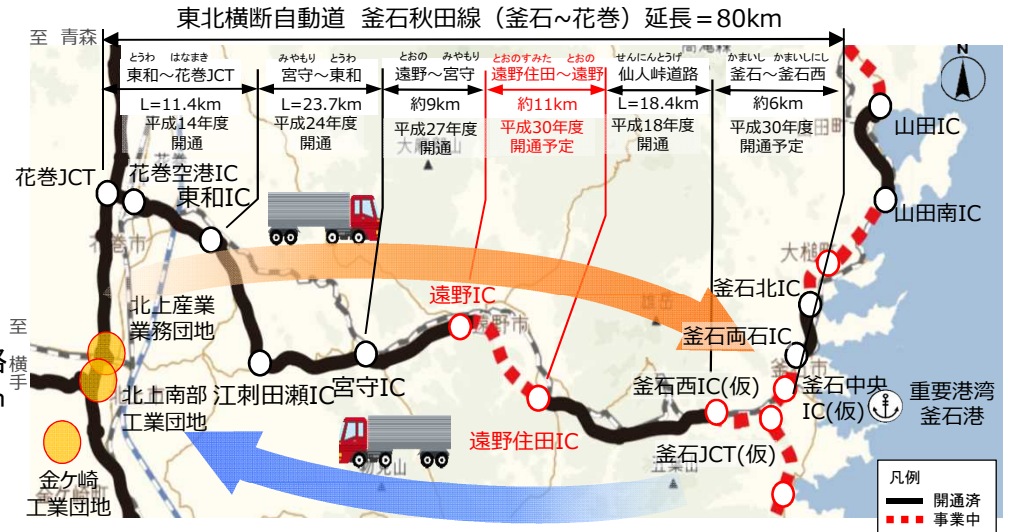 東北横断自動道 釜石秋田線（釜石~花巻）延長＝80km
至 青森
とうわ はなまき
東和～花巻JCT
L=11.4km
平成14年度
開通
みやもり とうわ
宮守～東和
L=23.7km
平成24年度
開通
とおの みやもり
遠野～宮守
約9km
平成27年度
開通
とおのすみた とおの
遠野住田～遠野
約11km
平成30年度
開通予定
せんにんとうげ
仙人峠道路
L=18.4km
平成18年度
開通
かまいし かまいしにし
釜石～釜石西
約6km
平成30年度
開通予定
N
山田IC
花巻JCT
花巻空港IC
東和IC
山田南IC
大槌町
北上産業
業務団地
遠野IC
遠野市
釜石北IC
釜石両石IC
至
横
手
北上南部
工業団地
江刺田瀬IC
宮守IC
釜石西IC(仮)
釜石中央
IC(仮)
重要港湾
釜石港
遠野住田IC
釜石JCT(仮)
五葉山
金ケ崎
工業団地
凡例
開通済
事業中